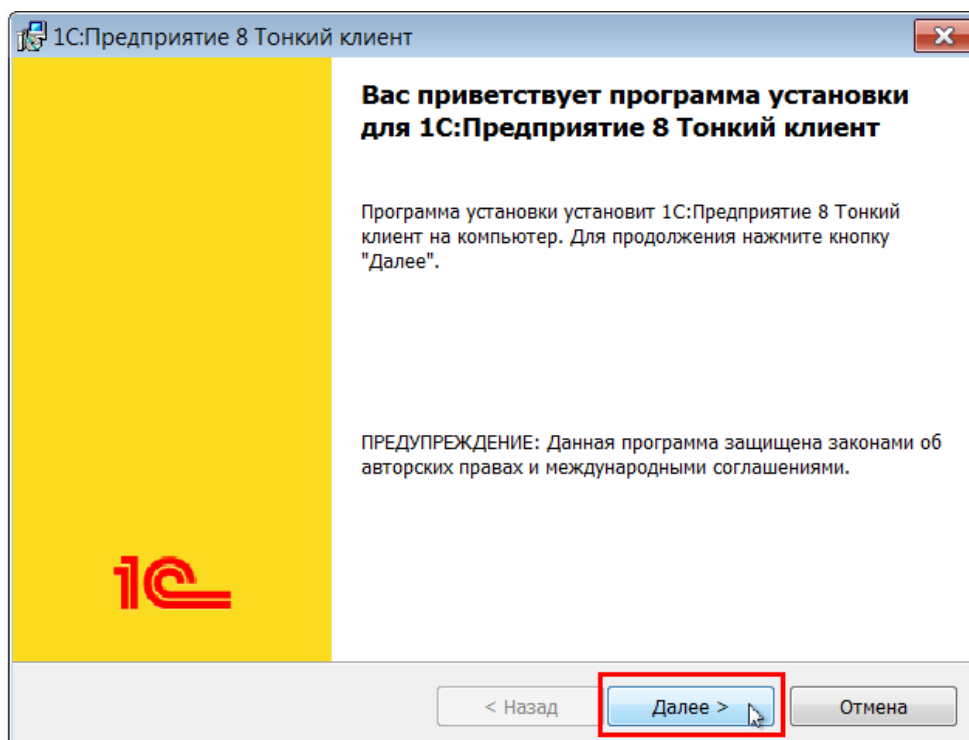 1С:Предприятие 8 Тонкий клиент
Вас приветствует программа установки
для 1С:Предприятие 8 Тонкий клиент
Программа установки установит 1С:Предприятие 8 Тонкий
клиент на компьютер. Для продолжения нажмите кнопку
"Далее".
ПРЕДУПРЕЖДЕНИЕ: Данная программа защищена законами об
авторских правах и международными соглашениями.
1С
< Назад
Далее >
Отмена